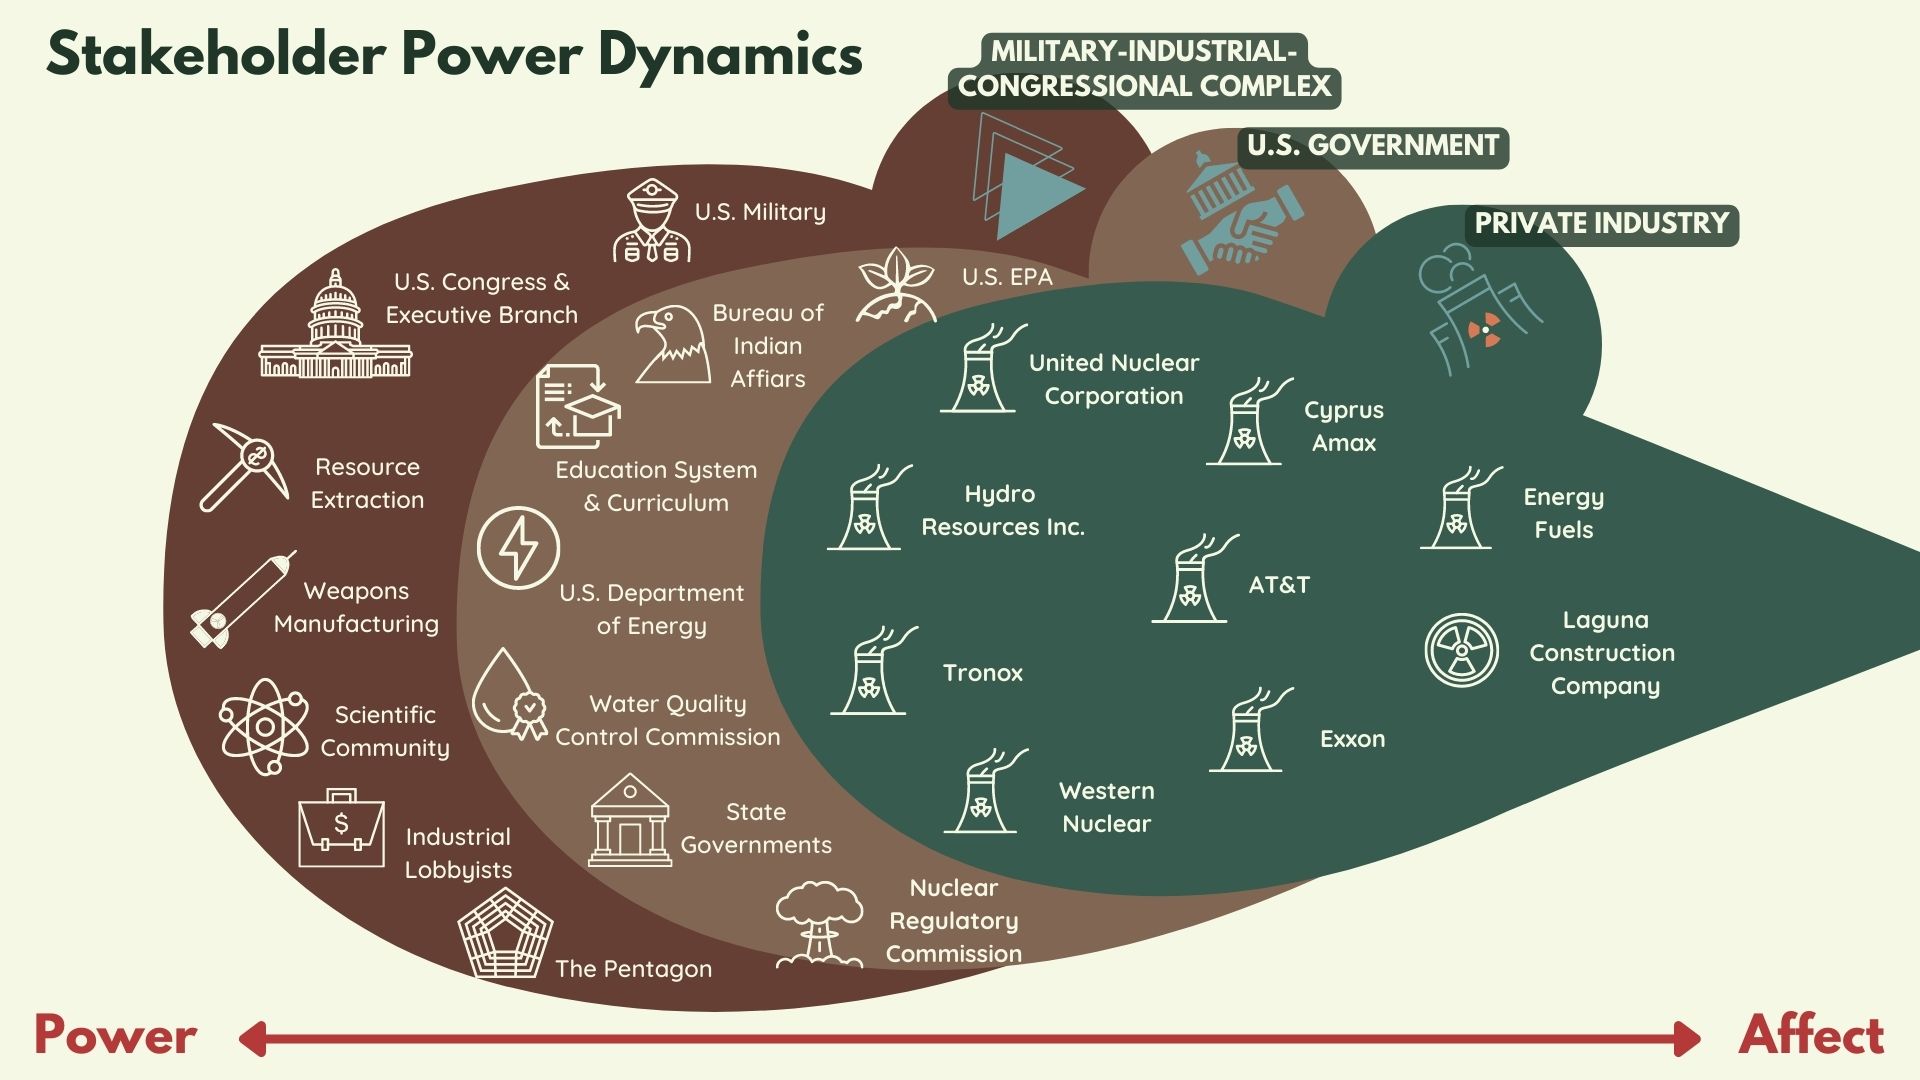 Stakeholder Power Dynamics
MILITARY-INDUSTRIAL-
CONGRESSIONAL COMPLEX
U.S. GOVERNMENT
PRIVATE INDUSTRY
U.S. Military
U.S. Congress &
Executive Branch
Resource
Extraction
Weapons
Manufacturing
Scientific
Community
$
Industrial
Lobbyists
The Pentagon
U.S. EPA
Bureau of
Indian
Affiars
Education System
& Curriculum
U.S. Department
of Energy
Water Quality
Control Commission
State
Governments
Nuclear
Regulatory
Commission
United Nuclear
Corporation
Cyprus
Amax
Hydro
Resources Inc.
Energy
Fuels
AT&T
Laguna
Construction
Company
Tronox
Exxon
Western
Nuclear
Power
Affect